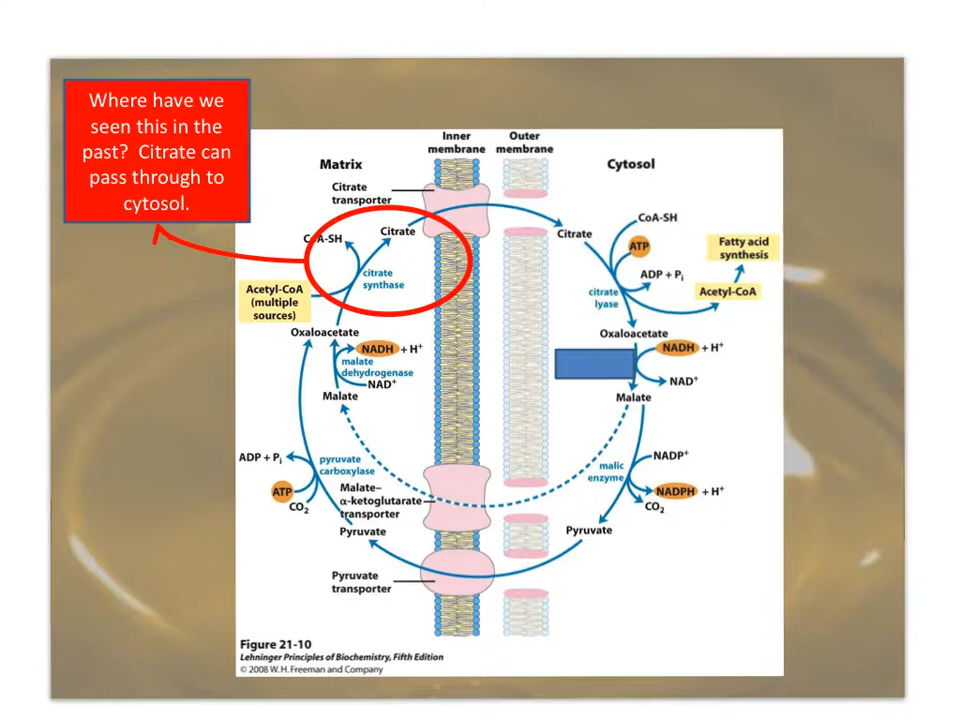 Where have we
seen this in the
past?  Citrate can
pass through to
cytosol.
Inner
membrane
Outer
membrane
Matrix
Cytosol
Citrate
transporter
CoA-SH
Citrate
citrate
synthase
Acetyl-CoA
(multiple
sources)
Oxaloacetate
NADH + H+
malate
dehydrogenase
NAD+
Malate
ADP + Pi
pyruvate
carboxylase
ATP
CO2
Malate–
α-ketoglutarate
transporter
Pyruvate
Pyruvate
transporter
Citrate
CoA-SH
ATP
ADP + Pi
citrate
lyase
Fatty acid
synthesis
Acetyl-CoA
Oxaloacetate
NADH + H+
NAD+
Malate
NADP+
malic
enzyme
NADPH + H+
CO2
Pyruvate
Figure 21-10
Lehninger Principles of Biochemistry, Fifth Edition
© 2008 W. H. Freeman and Company